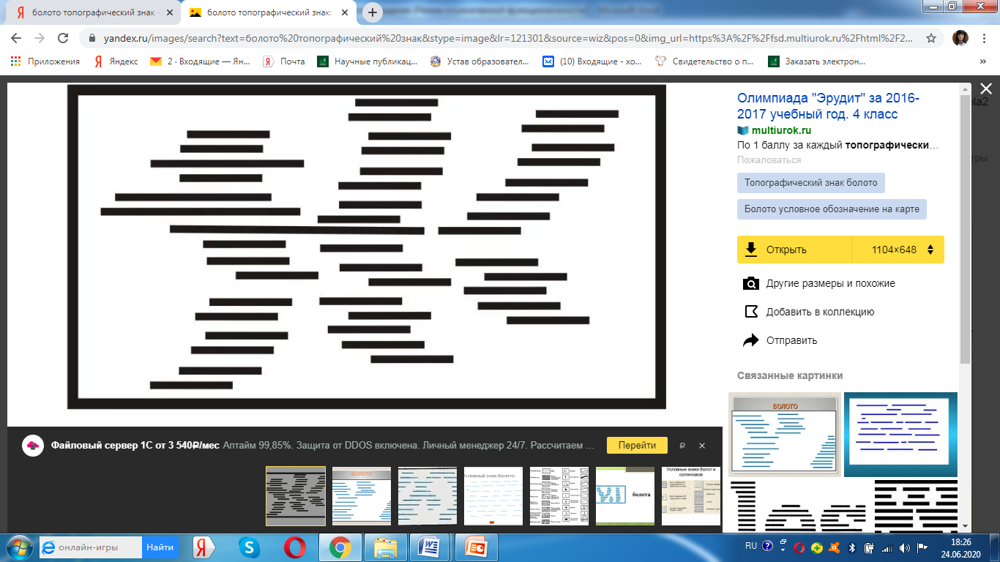 болото топографический знак -
болото топографический знак:
yandex.ru/images/search?text=болото%20топографический%20знак&stype=image&lr=121301&source=wiz&pos=0&img_url=https%3A%2F%2Ffsd.multiurok.ru%2Fhtml%2F2...
Приложения Яндекс 2 · Входящие — Ян... Почта Научные публикац... Устав образовател... (10) Входящие - хо... Свидетельство о п... Заказать электрон... »
Олимпиада "Эрудит" за 2016-
2017 учебный год. 4 класс
multiurok.ru
По 1 баллу за каждый топографически...
Пожаловаться
Топографический знак болото
Болото условное обозначение на карте
Открыть 1104×648
Другие размеры и похожие
Добавить в коллекцию
Отправить
Связанные картинки
БОЛОТО
Файловый сервер 1С от 3 540₽/мес Аптайм 99,85%. Защита от DDOS включена. Личный менеджер 24/7. Рассчитаем ... Перейти ₽
БОЛОТО
Условный знак-Болото.
болота
Условные знаки болот и
солончаков
онлайн-игры Найти
RU 18:26
24.06.2020